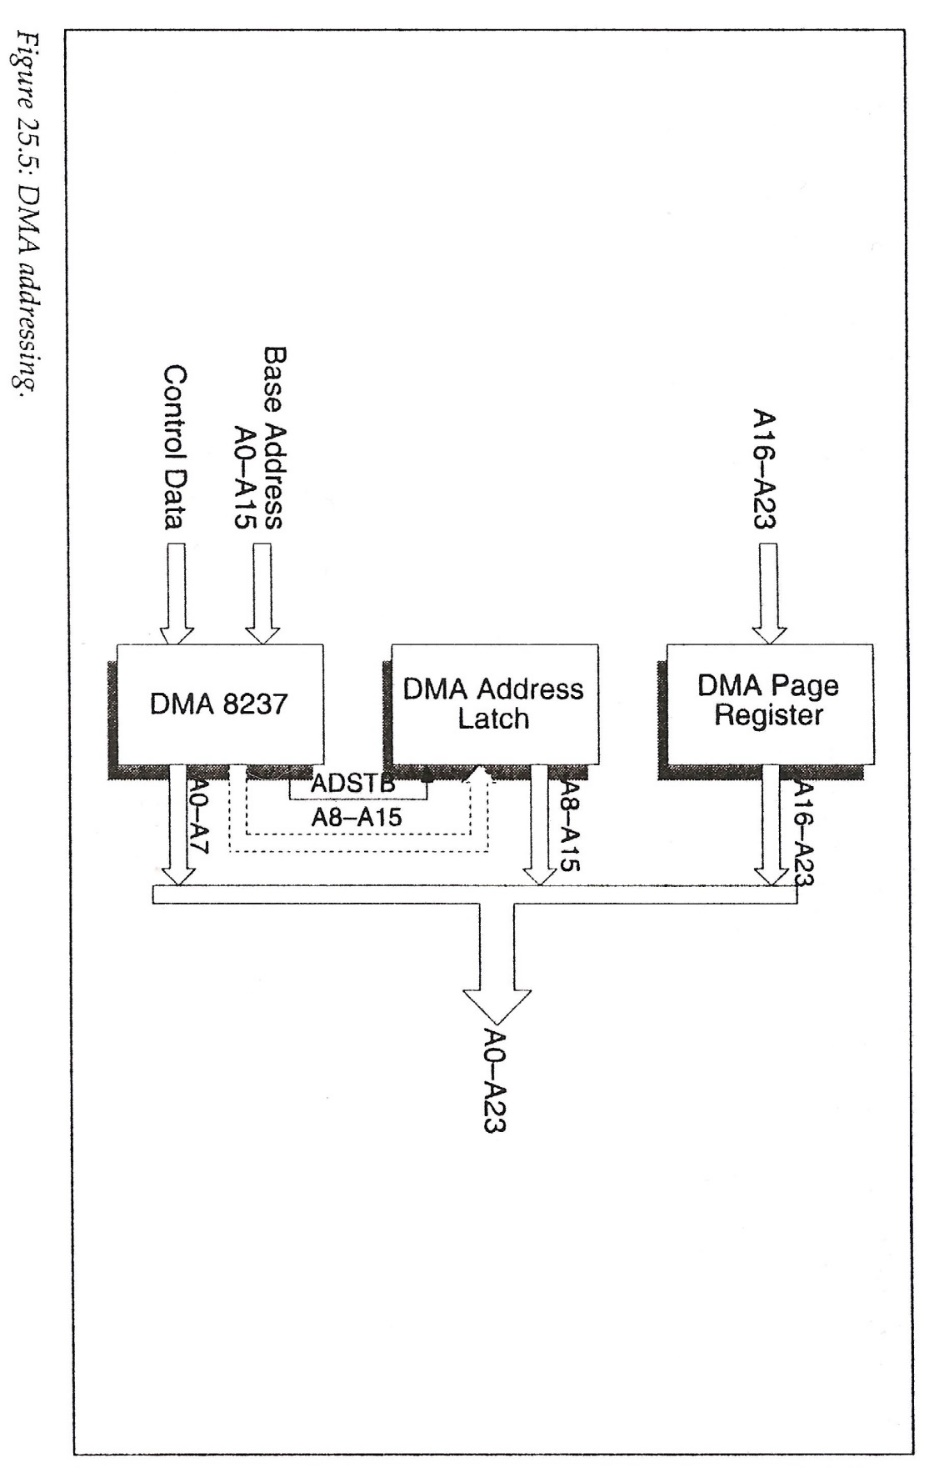 A16–A23
DMA Page
Register
A16–A23
DMA Address
Latch
A8–A15
ADSTB
A8–A15
Base Address
A0–A15
Control Data
DMA 8237
A0–A7
A0–A23
Figure 25.5: DMA addressing.